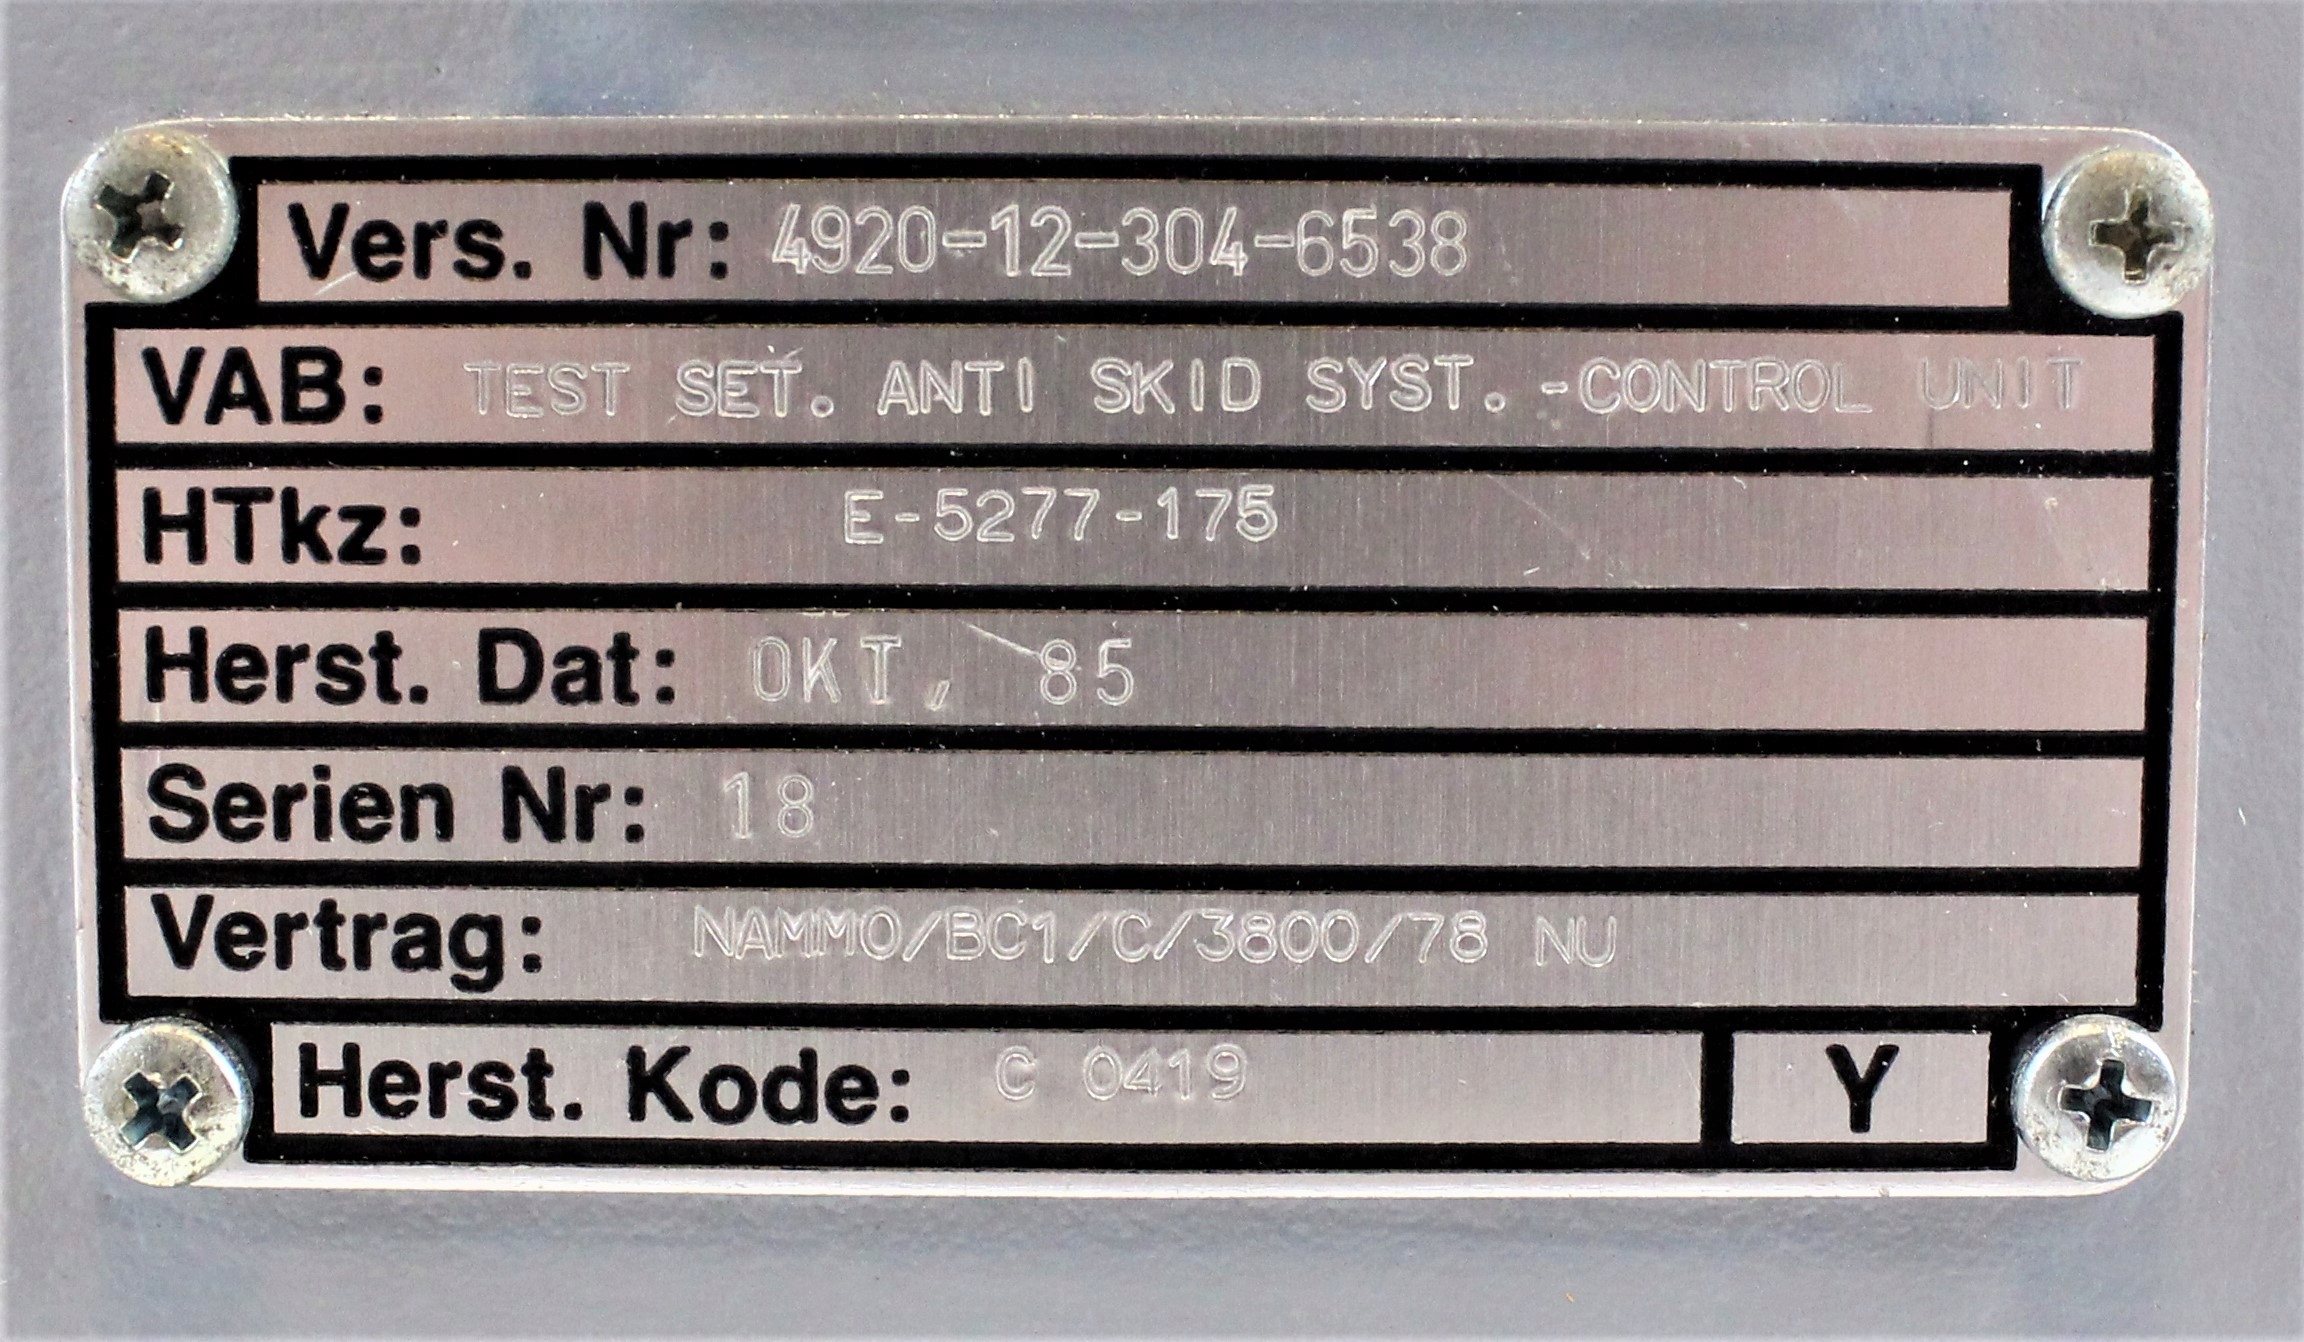 Vers. Nr: 4920-12-304-6538
VAB: TEST SET. ANTI SKID SYST. -CONTROL UNIT
HTkz: E-5277-175
Herst. Dat: OKT, 85
Serien Nr: 18
Vertrag: NAMMO/BC1/C/3800/78 NU
Herst. Kode: C 0419 Y